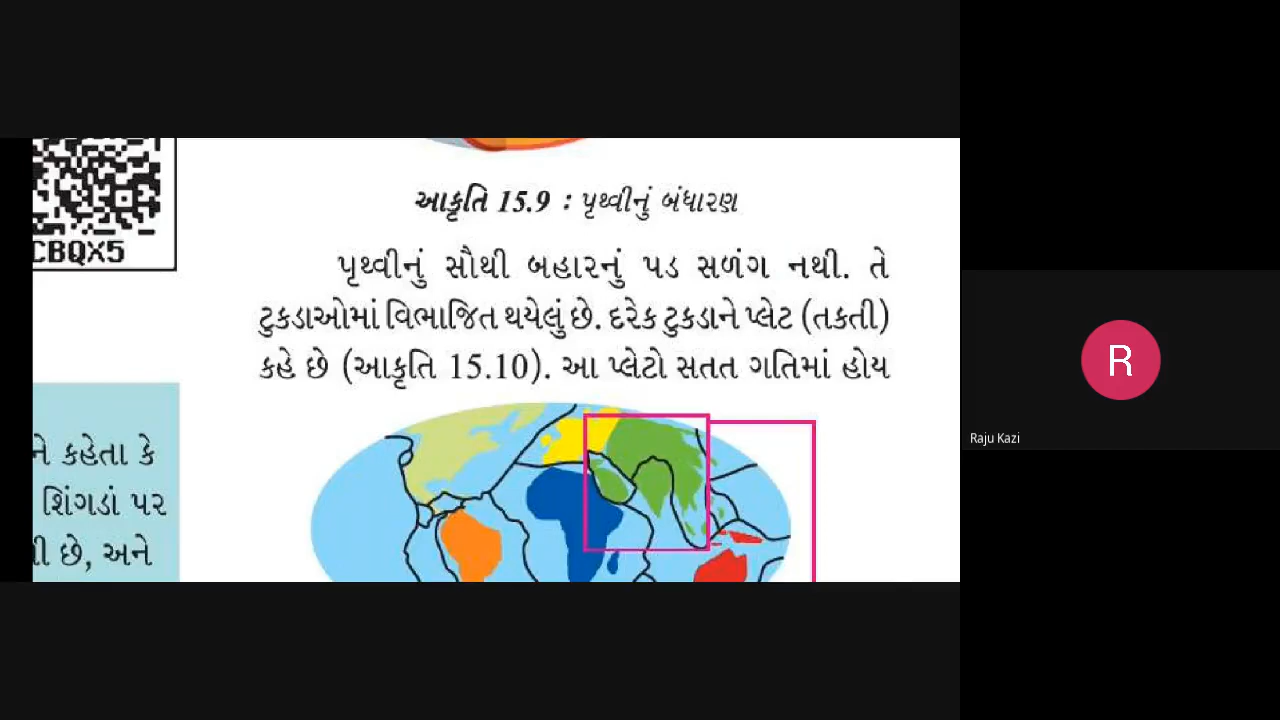 CBQX5
આકૃતિ 15.9 : પૃથ્વીનું બંધારણ
પૃથ્વીનું સૌથી બહારનું પડ સળંગ નથી. તે
ટુકડાઓમાં વિભાજિત થયેલું છે. દરેક ટુકડાને પ્લેટ (તકતી)
કહે છે (આકૃતિ 15.10). આ પ્લેટો સતત ગતિમાં હોય
ને કહેતા કે
શિંગડાં પર
છે, અને
R
Raju Kazi